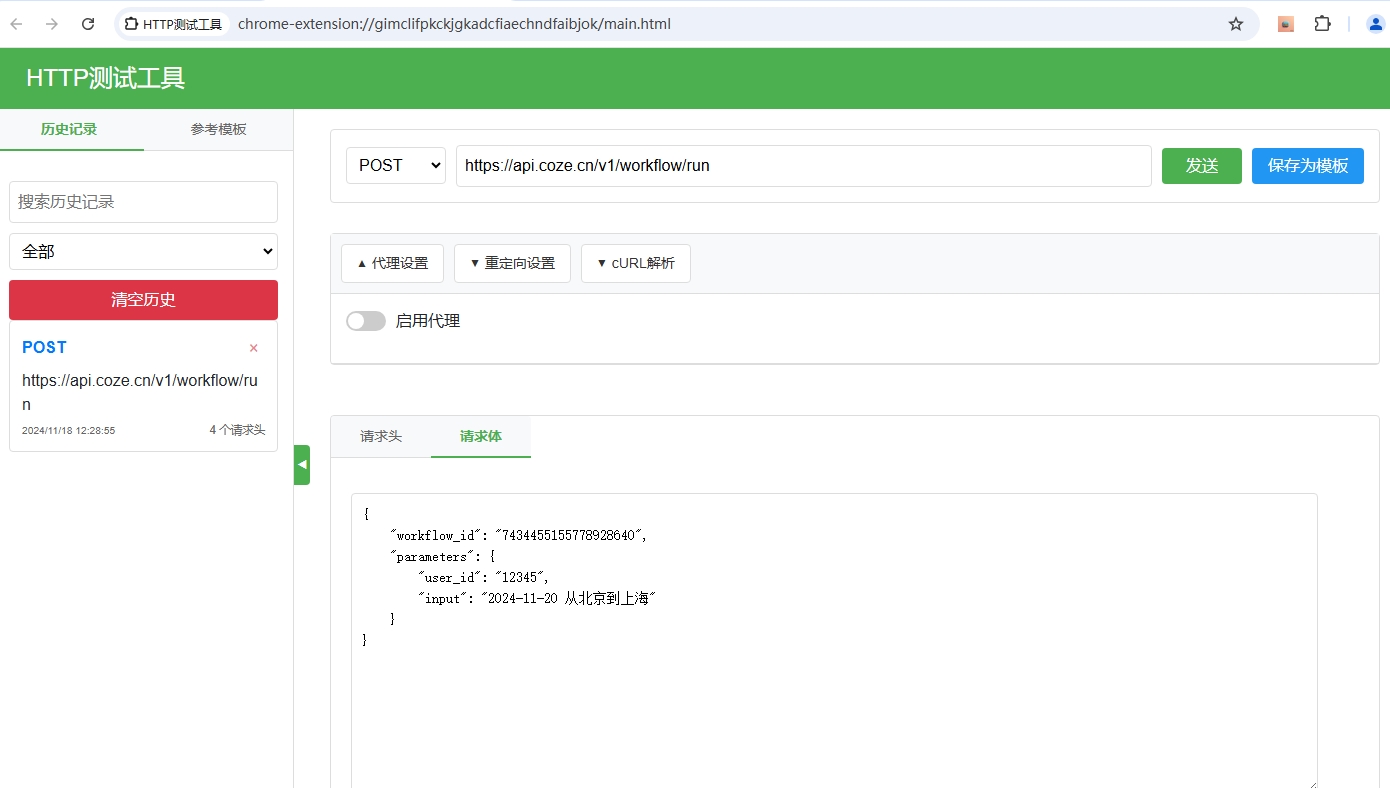 HTTP测试工具 chrome-extension://gimclifpkckjgkadcfiaechndfaibjok/main.html
HTTP测试工具
历史记录 参考模板
搜索历史记录
全部
清空历史
POST ×
https://api.coze.cn/v1/workflow/ru
n
2024/11/18 12:28:55 4 个请求头
POST https://api.coze.cn/v1/workflow/run 发送 保存为模板
▲ 代理设置 ▼ 重定向设置 ▼ cURL解析
启用代理
◀
请求头 请求体
{
"workflow_id": "7434455155778928640",
"parameters": {
"user_id": "12345",
"input": "2024-11-20 从北京到上海"
}
}